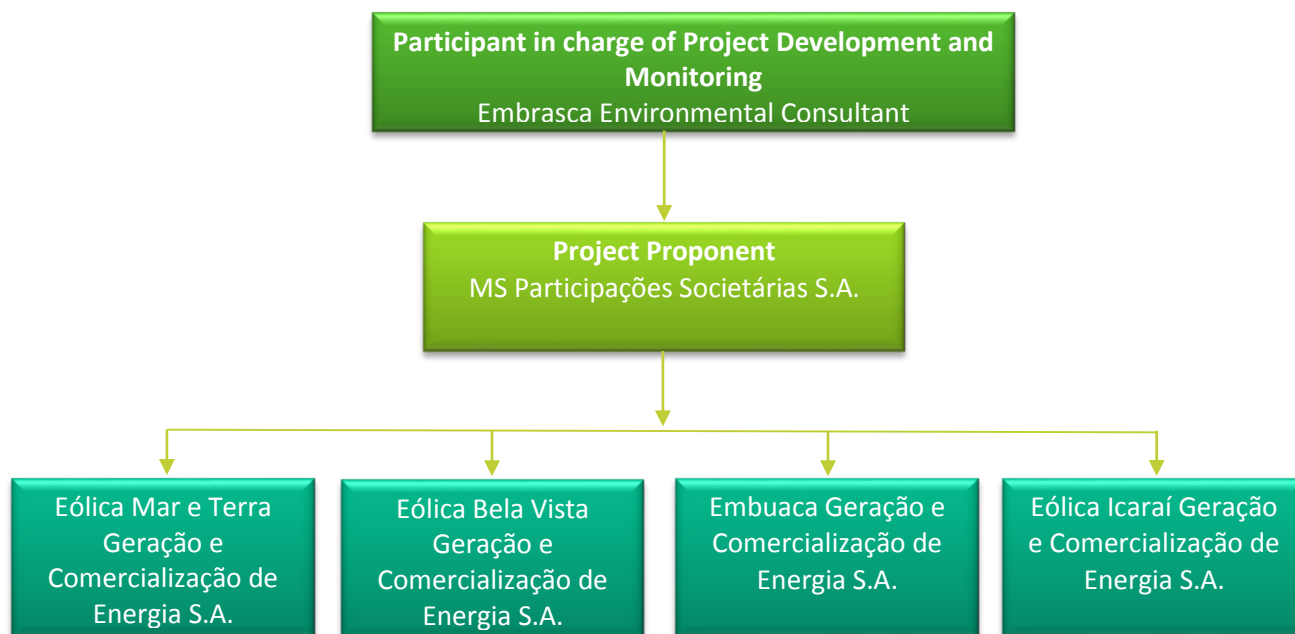 Participant in charge of Project Development and
Monitoring
Embrasca Environmental Consultant
Project Proponent
MS Participações Societárias S.A.
Eólica Mar e Terra
Geração e
Comercialização de
Energia S.A.
Eólica Bela Vista
Geração e
Comercialização de
Energia S.A.
Embuaca Geração e
Comercialização de
Energia S.A.
Eólica Icaraí Geração
e Comercialização de
Energia S.A.